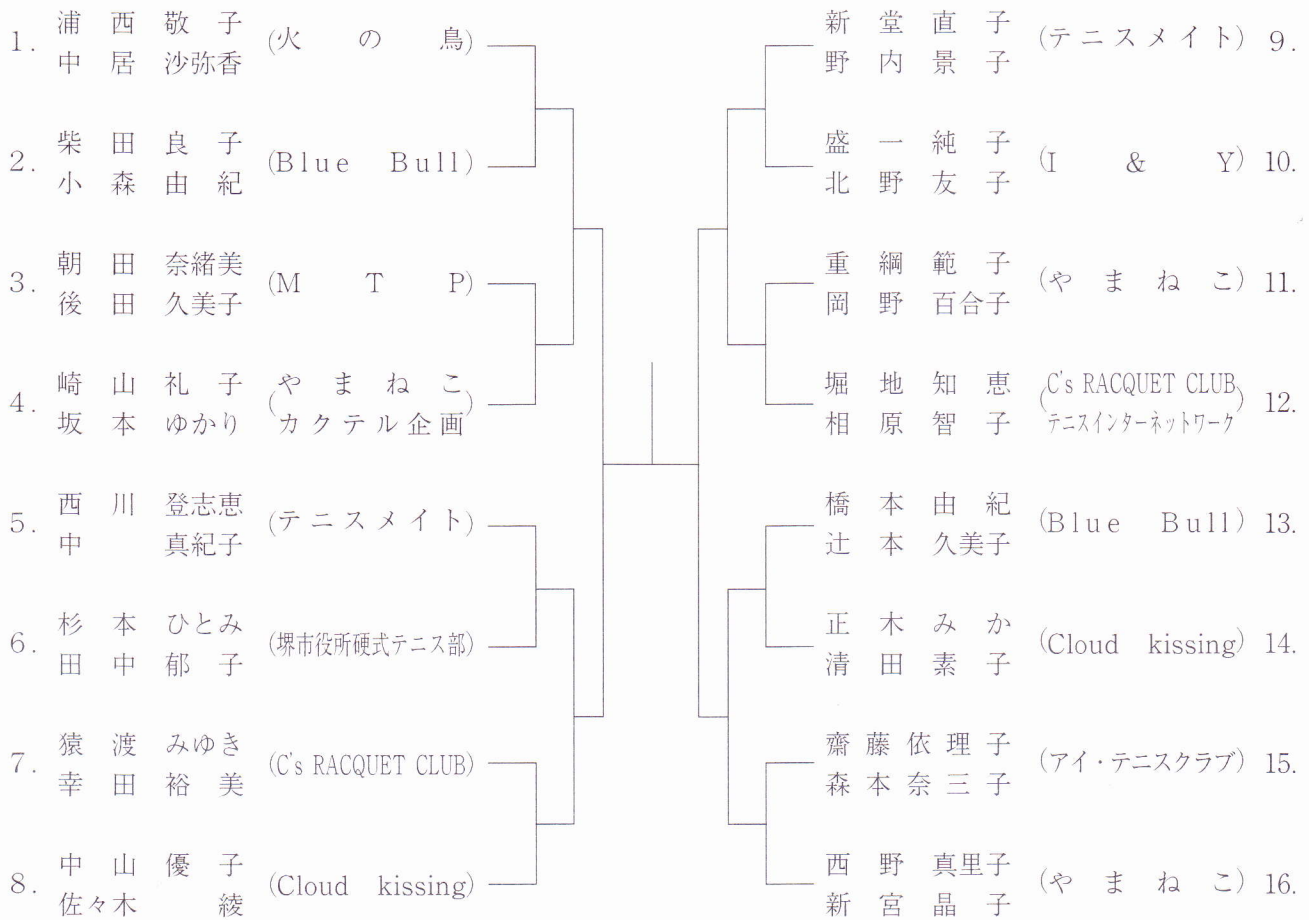 1. 浦西敬子 (火の鳥)
中居沙弥香
2. 柴田良子 (Blue Bull)
小森由紀
3. 朝田奈緒美 (MTP)
後田久美子
4. 崎山礼子 (やまねこ
坂本ゆかり カクテル企画)
5. 西川登志恵 (テニスメイト)
中真紀子
6. 杉本ひとみ (堺市役所硬式テニス部)
田中郁子
7. 猿渡みゆき (C's RACQUET CLUB)
幸田裕美
8. 中山優子 (Cloud kissing)
佐々木綾
新堂直子 (テニスメイト) 9.
野内景子
盛一純子 (I & Y) 10.
北野友子
重綱範子 (やまねこ) 11.
岡野百合子
堀地知恵 (C's RACQUET CLUB
相原智子 テニスインターネットワーク) 12.
橋本由紀 (Blue Bull) 13.
辻本久美子
正木みか (Cloud kissing) 14.
清田素子
齋藤依理子 (アイ・テニスクラブ) 15.
森本奈三子
西野真里子 (やまねこ) 16.
新宮晶子